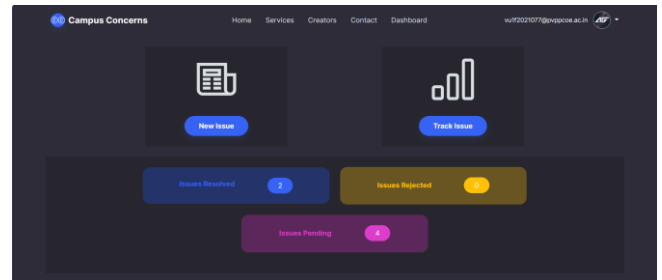 Campus Concerns Home Services Creators Contact Dashboard vu1f2021077@pvppcoe.ac.in
New Issue Track Issue
Issues Resolved 2 Issues Rejected 0
Issues Pending 4